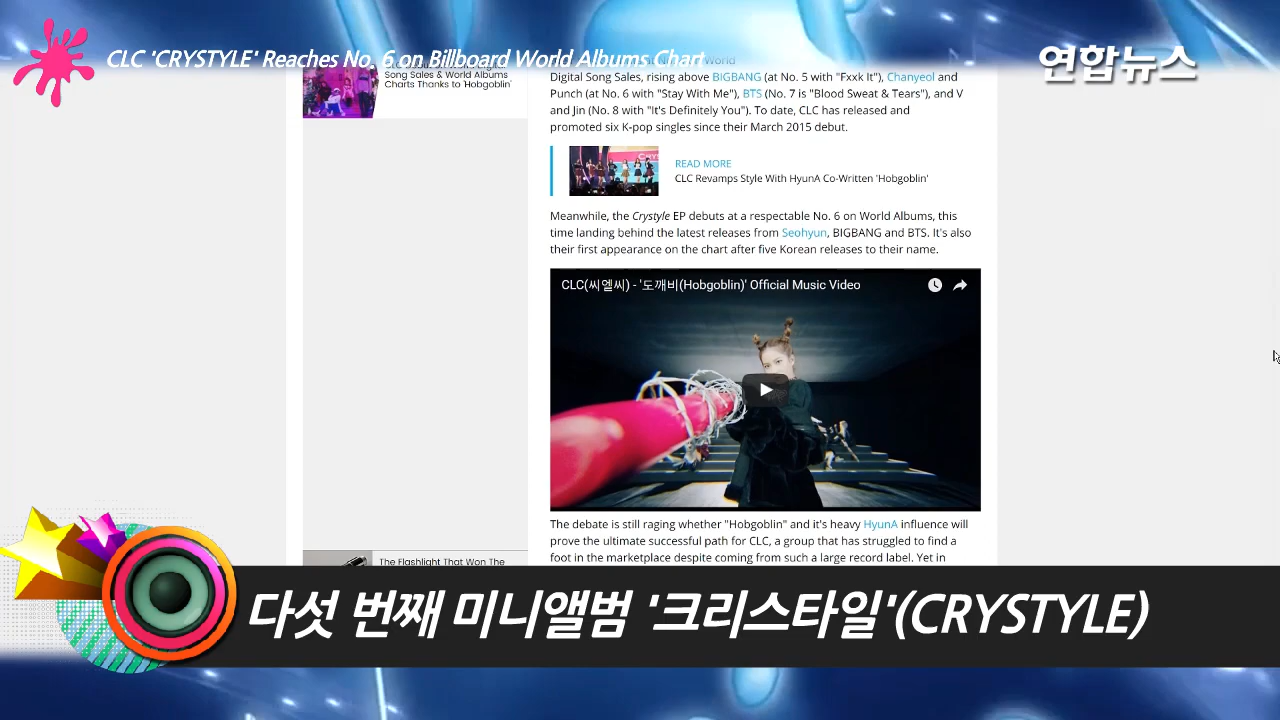 CLC 'CRYSTYLE' Reaches No. 6 on Billboard World Albums Chart
연합뉴스
Song Sales & World Albums
Charts Thanks to 'Hobgoblin'
World
Digital Song Sales, rising above BIGBANG (at No. 5 with "Fxxk It"), Chanyeol and
Punch (at No. 6 with "Stay With Me"), BTS (No. 7 is "Blood Sweat & Tears"), and V
and Jin (No. 8 with "It's Definitely You"). To date, CLC has released and
promoted six K-pop singles since their March 2015 debut.
READ MORE
CLC Revamps Style With HyunA Co-Written 'Hobgoblin'
Meanwhile, the Crystyle EP debuts at a respectable No. 6 on World Albums, this
time landing behind the latest releases from Seohyun, BIGBANG and BTS. It's also
their first appearance on the chart after five Korean releases to their name.
CLC(씨엘씨) - '도깨비(Hobgoblin)' Official Music Video
The debate is still raging whether "Hobgoblin" and it's heavy HyunA influence will
prove the ultimate successful path for CLC, a group that has struggled to find a
foot in the marketplace despite coming from such a large record label. Yet in
The Flashlight That Won The
다섯 번째 미니앨범 '크리스타일'(CRYSTYLE)